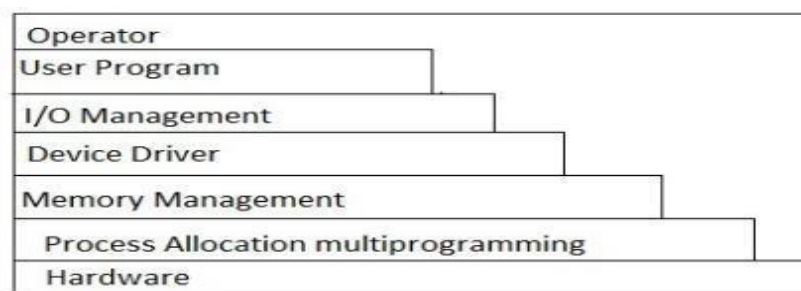 Operator
User Program
I/O Management
Device Driver
Memory Management
Process Allocation multiprogramming
Hardware